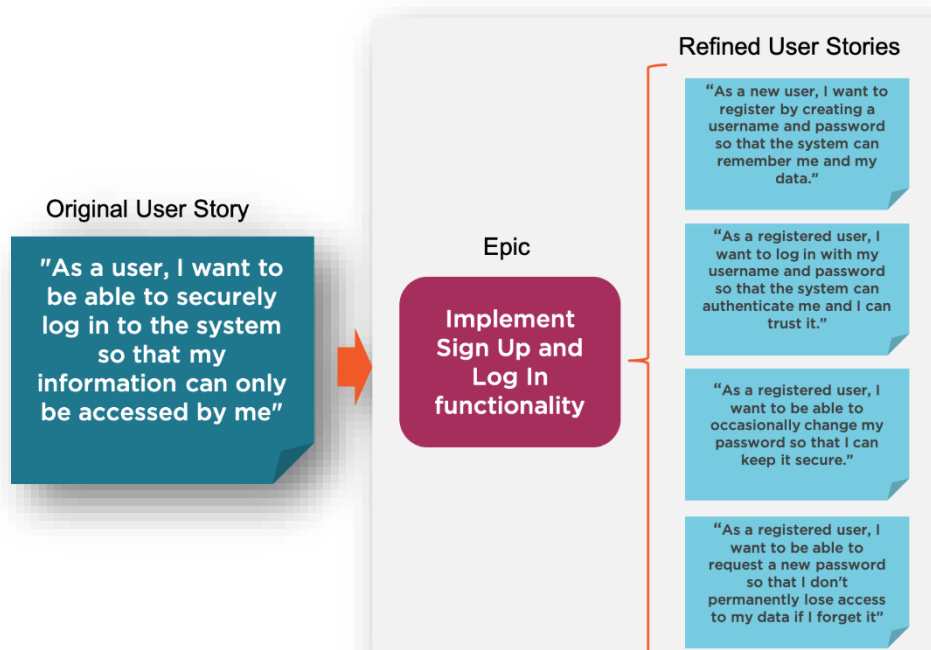 Original User Story
"As a user, I want to
be able to securely
log in to the system
so that my
information can only
be accessed by me"
Epic
Implement
Sign Up and
Log In
functionality
Refined User Stories
“As a new user, I want to
register by creating a
username and password
so that the system can
remember me and my
data.”
“As a registered user, I
want to log in with my
username and password
so that the system can
authenticate me and I can
trust it.”
“As a registered user, I
want to be able to
occasionally change my
password so that I can
keep it secure.”
“As a registered user, I
want to be able to
request a new password
so that I don't
permanently lose access
to my data if I forget it”